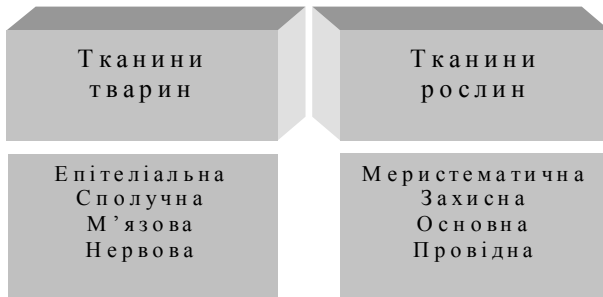 Тканини
тварин
Тканини
рослин
Епітеліальна
Сполучна
М’язова
Нервова
Меристематична
Захисна
Основна
Провідна